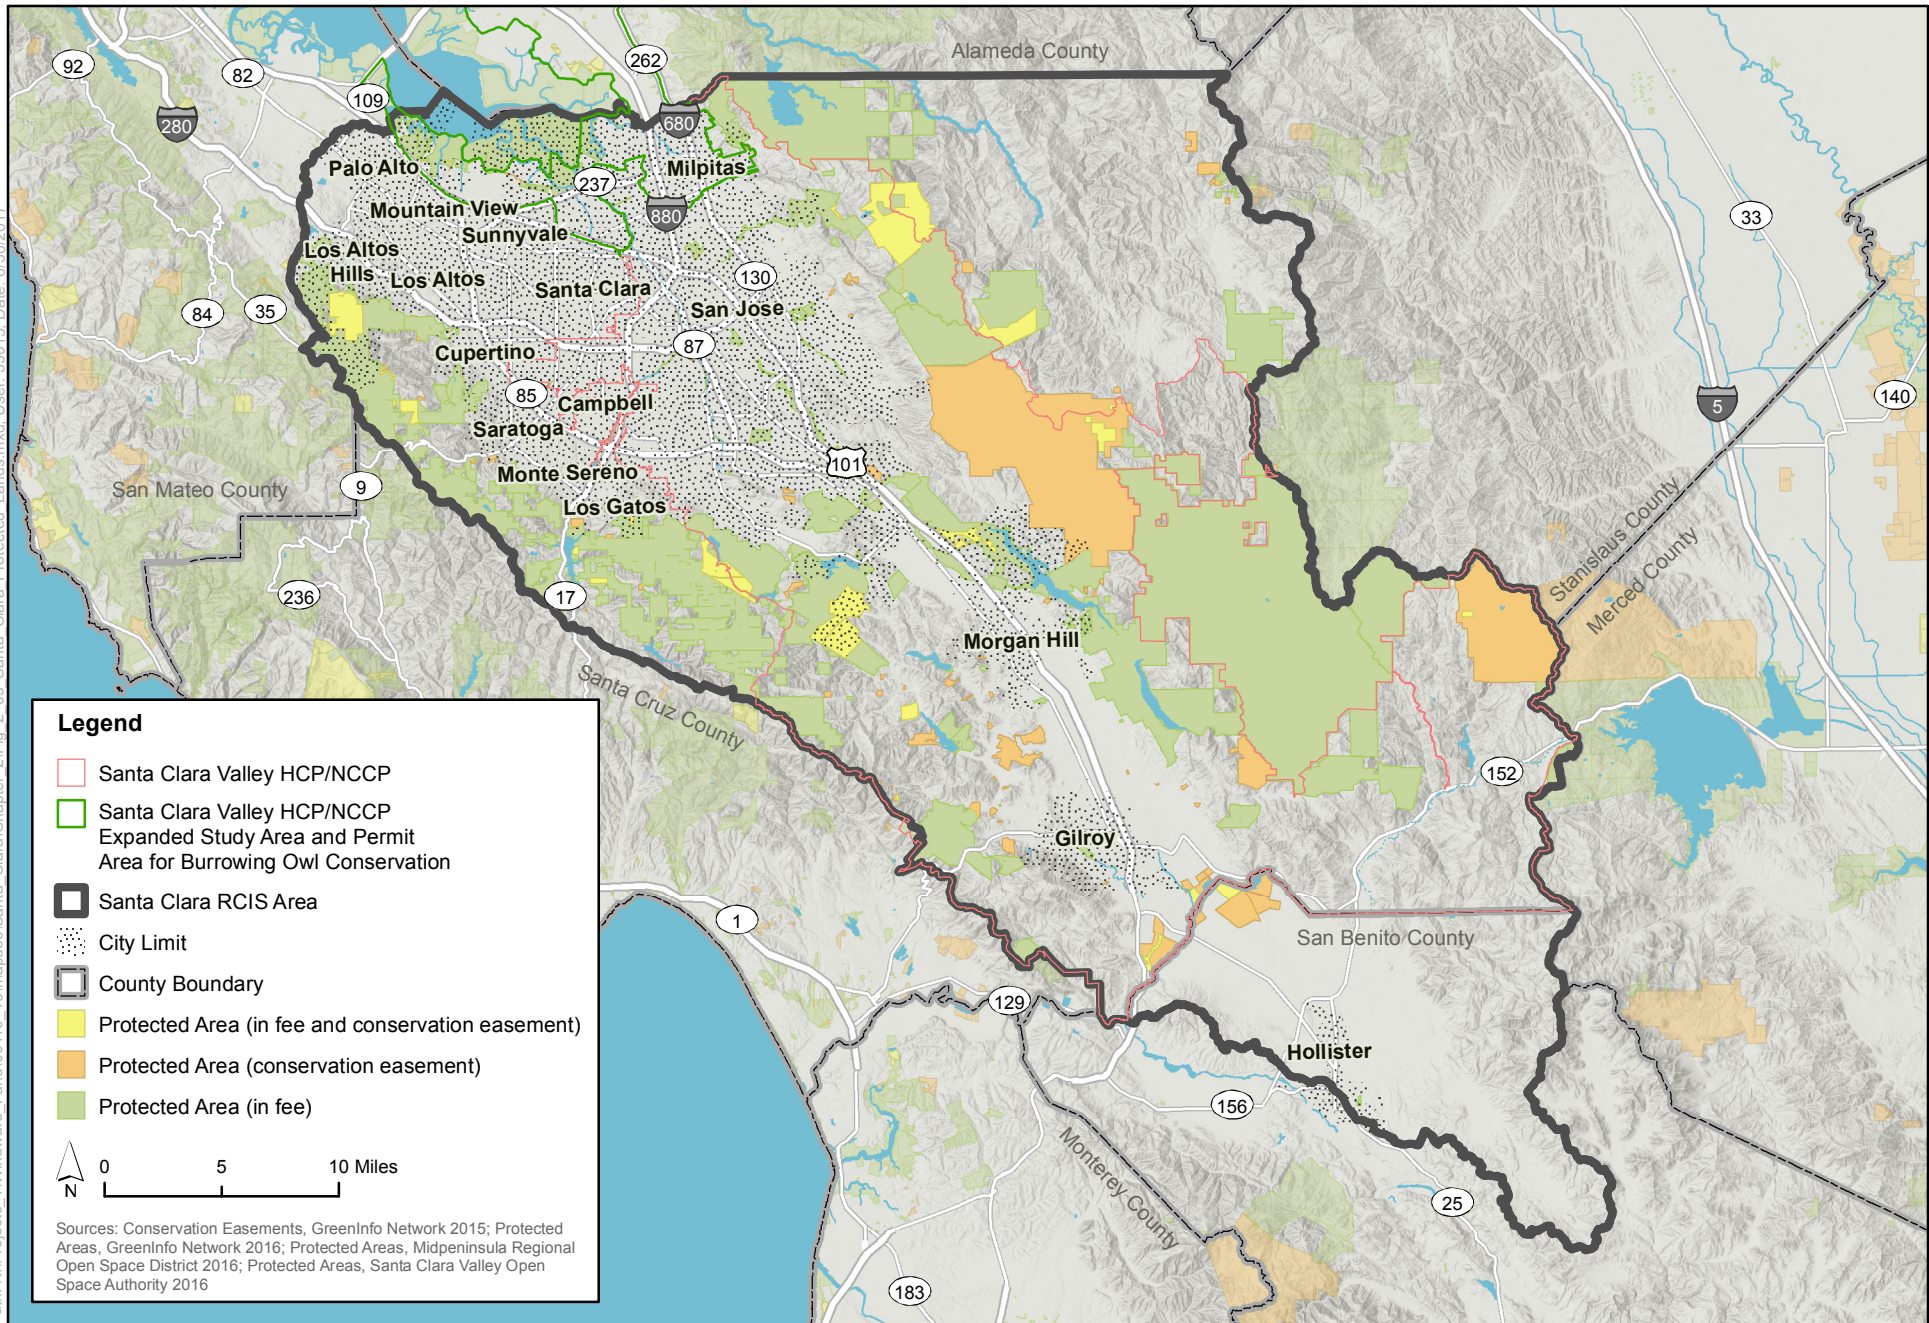 Alameda County
92
82
262
109
280
680
Palo Alto
Milpitas
237
Mountain View
880
33
Sunnyvale
Los Altos
Hills
Los Altos
130
Santa Clara
84
35
San Jose
Cupertino
87
85
5
140
Campbell
Saratoga
101
Monte Sereno
San Mateo County
9
Los Gatos
Stanislaus County
Merced County
236
17
Morgan Hill
Santa Cruz County
152
Gilroy
1
San Benito County
129
Hollister
156
Monterey County
25
183
Legend
Santa Clara Valley HCP/NCCP
Santa Clara Valley HCP/NCCP
Expanded Study Area and Permit
Area for Burrowing Owl Conservation
Santa Clara RCIS Area
City Limit
County Boundary
Protected Area (in fee and conservation easement)
Protected Area (conservation easement)
Protected Area (in fee)
N
0 5 10 Miles
Sources: Conservation Easements, GreenInfo Network 2015; Protected
Areas, GreenInfo Network 2016; Protected Areas, Midpeninsula Regional
Open Space District 2016; Protected Areas, Santa Clara Valley Open
Space Authority 2016